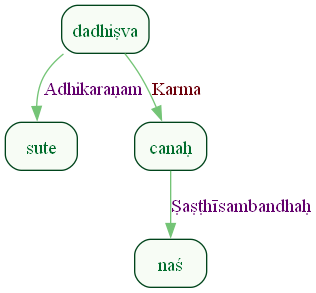 dadhiṣva
Adhikaraṇam Karma
sute canaḥ
Ṣaṣṭhīsambandhaḥ
naś